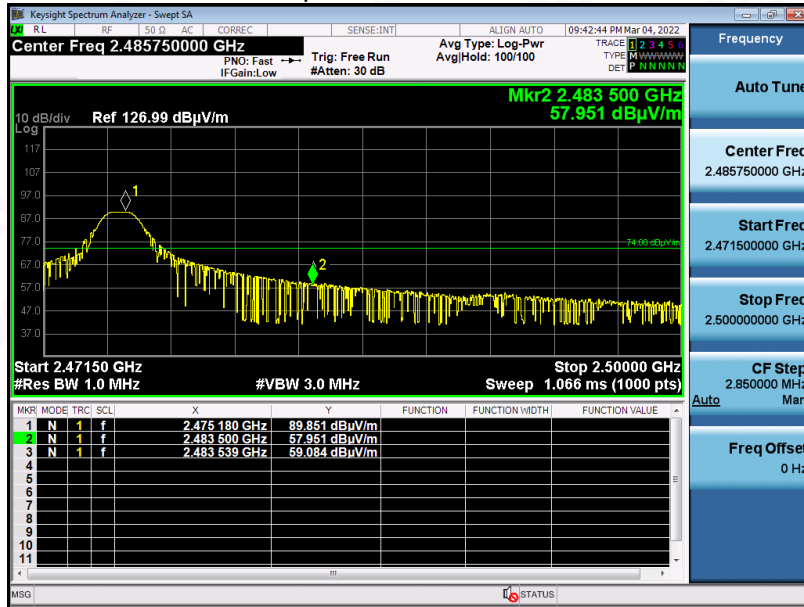 Keysight Spectrum Analyzer - Swept SA
LXI RL RF 50 Ω AC CORREC SENSE:INT ALIGN AUTO 09:42:44 PM Mar 04, 2022
Center Freq 2.485750000 GHz
PNO: Fast
IFGain:Low
Trig: Free Run
#Atten: 30 dB
Avg Type: Log-Pwr
Avg|Hold: 100/100
TRACE 1 2 3 4 5 6
TYPE M WWWWW
DET P N N N N N
Mkr2 2.483 500 GHz
57.951 dBµV/m
10 dB/div
Log
Ref 126.99 dBµV/m
117
107
97.0
87.0
77.0
67.0
57.0
47.0
37.0
1
2
74.00 dBµV/m
Start 2.47150 GHz
Stop 2.50000 GHz
#Res BW 1.0 MHz
#VBW 3.0 MHz
Sweep 1.066 ms (1000 pts)
MKR MODE TRC SCL X Y FUNCTION FUNCTION WIDTH FUNCTION VALUE
1 N 1 f 2.475 180 GHz 89.851 dBµV/m
2 N 1 f 2.483 500 GHz 57.951 dBµV/m
3 N 1 f 2.483 539 GHz 59.084 dBµV/m
4
5
6
7
8
9
10
11
MSG
STATUS
Frequency
Auto Tune
Center Freq
2.485750000 GHz
Start Freq
2.471500000 GHz
Stop Freq
2.500000000 GHz
CF Step
2.850000 MHz
Auto Man
Freq Offset
0 Hz